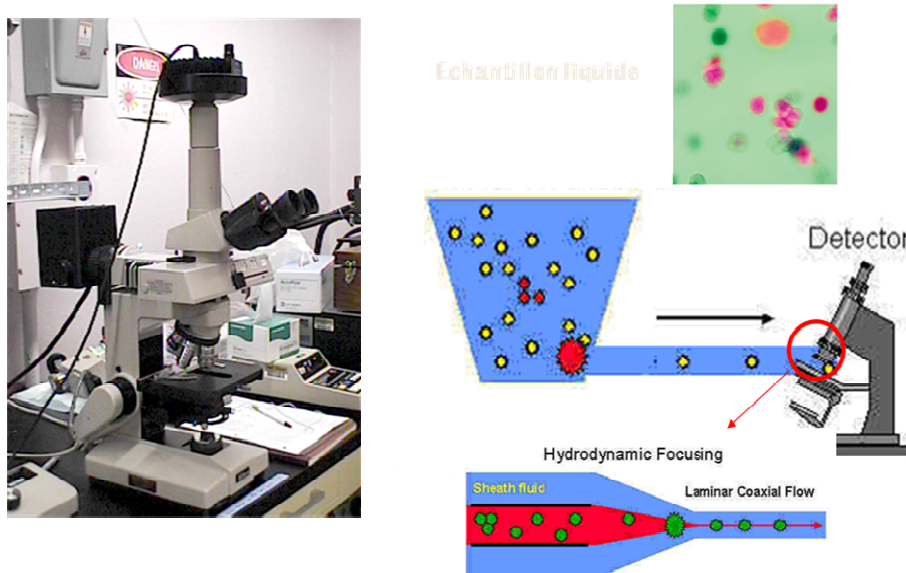 DANGER
Echantillon liquide
Detector
Hydrodynamic Focusing
Sheath fluid
Laminar Coaxial Flow